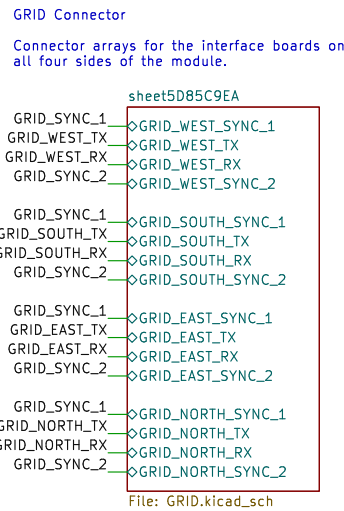 GRID Connector
Connector arrays for the interface boards on
all four sides of the module.
sheet5D85C9EA
GRID_SYNC_1 GRID_WEST_SYNC_1
GRID_WEST_TX GRID_WEST_TX
GRID_WEST_RX GRID_WEST_RX
GRID_SYNC_2 GRID_WEST_SYNC_2
GRID_SYNC_1 GRID_SOUTH_SYNC_1
GRID_SOUTH_TX GRID_SOUTH_TX
GRID_SOUTH_RX GRID_SOUTH_RX
GRID_SYNC_2 GRID_SOUTH_SYNC_2
GRID_SYNC_1 GRID_EAST_SYNC_1
GRID_EAST_TX GRID_EAST_TX
GRID_EAST_RX GRID_EAST_RX
GRID_SYNC_2 GRID_EAST_SYNC_2
GRID_SYNC_1 GRID_NORTH_SYNC_1
GRID_NORTH_TX GRID_NORTH_TX
GRID_NORTH_RX GRID_NORTH_RX
GRID_SYNC_2 GRID_NORTH_SYNC_2
File: GRID.kicad_sch